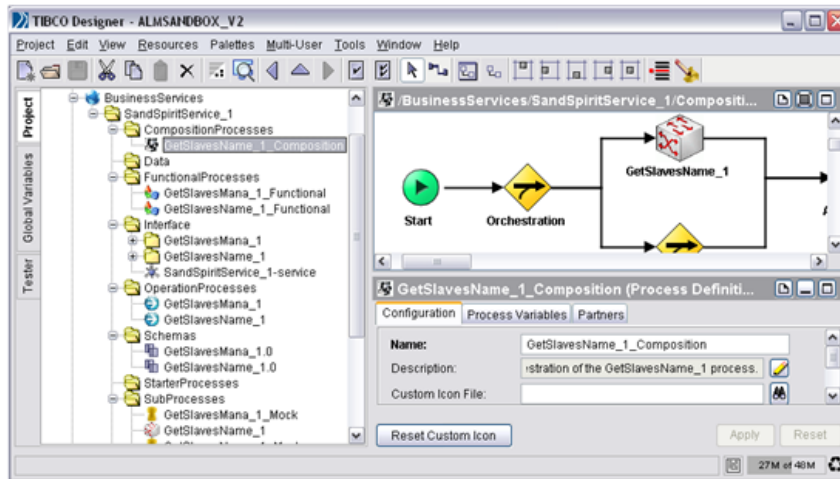 TIBCO Designer - ALMSANDBOX_V2
Project Edit View Resources Palettes Multi-User Tools Window Help
Project
Global Variables
Tester
BusinessServices
SandSpiritService_1
CompositionProcesses
GetSlavesName_1_Composition
Data
FunctionalProcesses
GetSlavesMana_1_Functional
GetSlavesName_1_Functional
Interface
GetSlavesMana_1
GetSlavesName_1
SandSpiritService_1-service
OperationProcesses
GetSlavesMana_1
GetSlavesName_1
Schemas
GetSlavesMana_1.0
GetSlavesName_1.0
StarterProcesses
SubProcesses
GetSlavesMana_1_Mock
GetSlavesName_1
/BusinessServices/SandSpiritService_1/Compositi...
GetSlavesName_1
Start
Orchestration
GetSlavesName_1_Composition (Process Definiti...
Configuration Process Variables Partners
Name: GetSlavesName_1_Composition
Description: stration of the GetSlavesName_1 process.
Custom Icon File:
Reset Custom Icon Apply Reset
27M of 48M